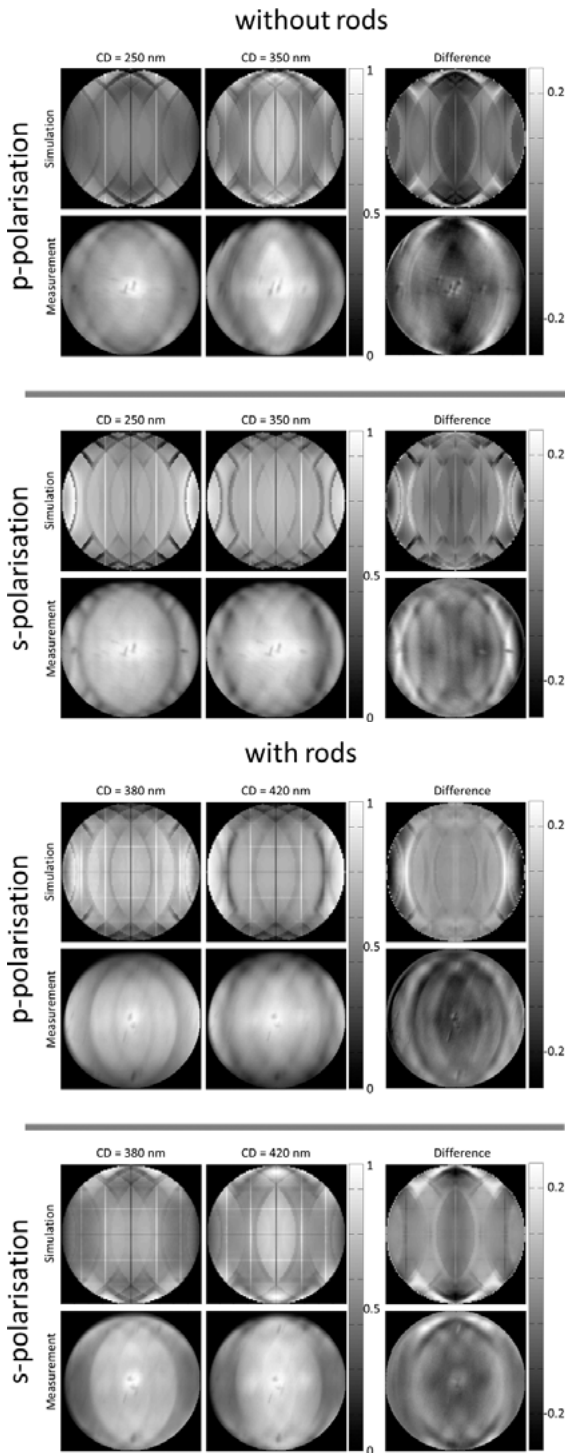 without rods
CD = 250 nm
CD = 350 nm
Difference
p-polarisation
Simulation
Measurement
1
0.5
0
0.2
-0.2
CD = 250 nm
CD = 350 nm
Difference
s-polarisation
Simulation
Measurement
1
0.5
0
0.2
-0.2
with rods
CD = 380 nm
CD = 420 nm
Difference
p-polarisation
Simulation
Measurement
1
0.5
0
0.2
-0.2
CD = 380 nm
CD = 420 nm
Difference
s-polarisation
Simulation
Measurement
1
0.5
0
0.2
-0.2